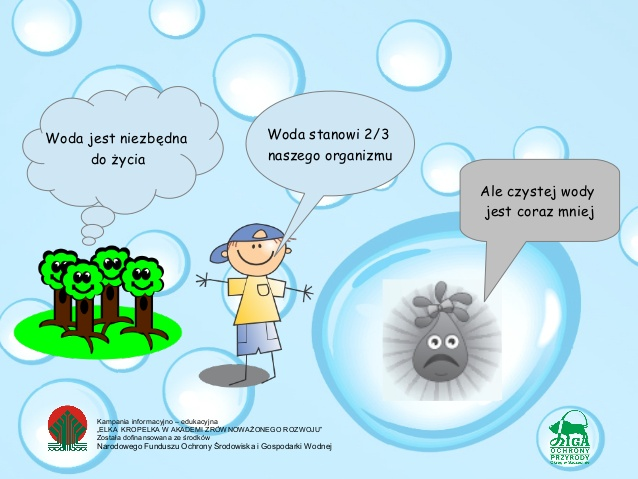 Woda jest niezbędna
do życia
Woda stanowi 2/3
naszego organizmu
Ale czystej wody
jest coraz mniej
Kampania informacyjno – edukacyjna
„ELKA KROPELKA W AKADEMI ZRÓWNOWAŻONEGO ROZWOJU"
Została dofinansowana ze środków
Narodowego Funduszu Ochrony Środowiska i Gospodarki Wodnej
LIGA
OCHRONY
PRZYRODY